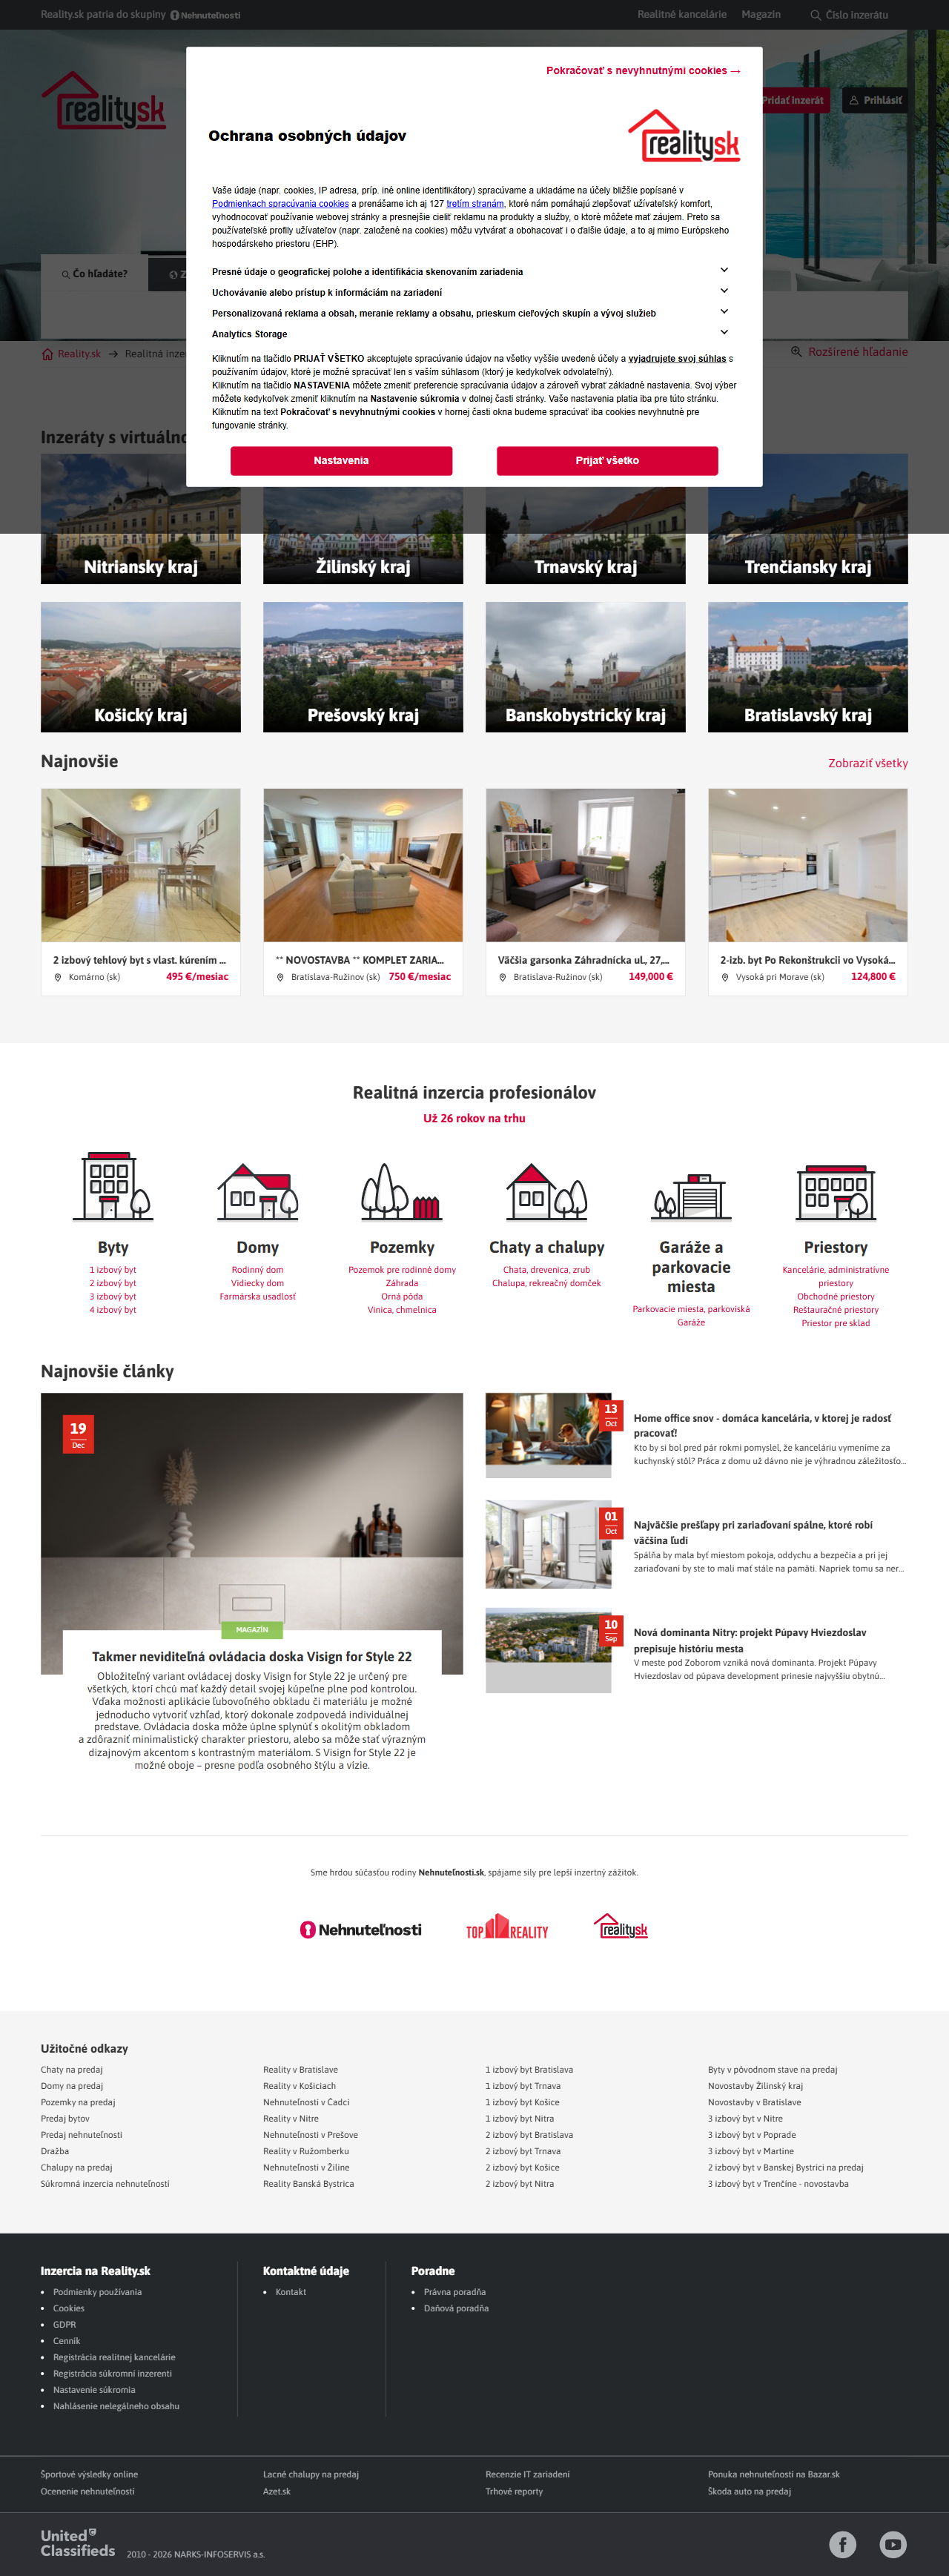 Reality.sk patria do skupiny Nehnuteľnosti
Realitné kancelárie Magazín Číslo inzerátu
realitysk
Pridať inzerát Prihlásiť
Pokračovať s nevyhnutnými cookies →
Ochrana osobných údajov
realitysk
Vaše údaje (napr. cookies, IP adresa, príp. iné online identifikátory) spracúvame a ukladáme na účely bližšie popísané v
Podmienkach spracúvania cookies a prenášame ich aj 127 tretím stranám, ktoré nám pomáhajú zlepšovať užívateľský komfort,
vyhodnocovať používanie webovej stránky a presnejšie cieliť reklamu na produkty a služby, o ktoré môžete mať záujem. Preto sa
používateľské profily užívateľov (napr. založené na cookies) môžu vytvárať a obohacovať i o ďalšie údaje, a to aj mimo Európskeho
hospodárskeho priestoru (EHP).
Presné údaje o geografickej polohe a identifikácia skenovaním zariadenia
Uchovávanie alebo prístup k informáciám na zariadení
Personalizovaná reklama a obsah, meranie reklamy a obsahu, prieskum cieľových skupín a vývoj služieb
Analytics Storage
Kliknutím na tlačidlo PRIJAŤ VŠETKO akceptujete spracúvanie údajov na všetky vyššie uvedené účely a vyjadrujete svoj súhlas s
používaním údajov, ktoré je možné spracúvať len s vaším súhlasom (ktorý je kedykoľvek odvolateľný).
Kliknutím na tlačidlo NASTAVENIA môžete zmeniť preferencie spracúvania údajov a zároveň vybrať základné nastavenia. Svoj výber
môžete kedykoľvek zmeniť kliknutím na Nastavenie súkromia v dolnej časti stránky. Vaše nastavenia platia iba pre túto stránku.
Kliknutím na text Pokračovať s nevyhnutnými cookies v hornej časti okna budeme spracúvať iba cookies nevyhnutné pre
fungovanie stránky.
Nastavenia Prijať všetko
Čo hľadáte?
Reality.sk → Realitná inze
Rozšírené hľadanie
Inzeráty s virtuálno
Nitriansky kraj Žilinský kraj Trnavský kraj Trenčiansky kraj
Košický kraj Prešovský kraj Banskobystrický kraj Bratislavský kraj
Najnovšie
Zobraziť všetky
2 izbový tehlový byt s vlast. kúrením ...
Komárno (sk) 495 €/mesiac
** NOVOSTAVBA ** KOMPLET ZARIA...
Bratislava-Ružinov (sk) 750 €/mesiac
Väčšia garsonka Záhradnícka ul., 27,...
Bratislava-Ružinov (sk) 149,000 €
2-izb. byt Po Rekonštrukcii vo Vysoká...
Vysoká pri Morave (sk) 124,800 €
Realitná inzercia profesionálov
Už 26 rokov na trhu
Byty
1 izbový byt
2 izbový byt
3 izbový byt
4 izbový byt
Domy
Rodinný dom
Vidiecky dom
Farmárska usadlosť
Pozemky
Pozemok pre rodinné domy
Záhrada
Orná pôda
Vinica, chmelnica
Chaty a chalupy
Chata, drevenica, zrub
Chalupa, rekreačný domček
Garáže a
parkovacie
miesta
Parkovacie miesta, parkoviská
Garáže
Priestory
Kancelárie, administratívne
priestory
Obchodné priestory
Reštauračné priestory
Priestor pre sklad
Najnovšie články
19
Dec
MAGAZÍN
Takmer neviditeľná ovládacia doska Visign for Style 22
Obložiteľný variant ovládacej dosky Visign for Style 22 je určený pre
všetkých, ktorí chcú mať každý detail svojej kúpeľne plne pod kontrolou.
Vďaka možnosti aplikácie ľubovoľného obkladu či materiálu je možné
jednoducho vytvoriť vzhľad, ktorý dokonale zodpovedá individuálnej
predstave. Ovládacia doska môže úplne splynúť s okolitým obkladom
a zdôrazniť minimalistický charakter priestoru, alebo sa môže stať výrazným
dizajnovým akcentom s kontrastným materiálom. S Visign for Style 22 je
možné oboje – presne podľa osobného štýlu a vízie.
13
Oct
Home office snov - domáca kancelária, v ktorej je radosť
pracovať!
Kto by si bol pred pár rokmi pomyslel, že kanceláriu vymeníme za
kuchynský stôl? Práca z domu už dávno nie je výhradnou záležitosťo...
01
Oct
Najväčšie prešľapy pri zariaďovaní spálne, ktoré robí
väčšina ľudí
Spálňa by mala byť miestom pokoja, oddychu a bezpečia a pri jej
zariaďovaní by ste to mali mať stále na pamäti. Napriek tomu sa ner...
10
Sep
Nová dominanta Nitry: projekt Púpavy Hviezdoslav
prepisuje históriu mesta
V meste pod Zoborom vzniká nová dominanta. Projekt Púpavy
Hviezdoslav od púpava development prinesie najvyššiu obytnú...
Sme hrdou súčasťou rodiny Nehnuteľnosti.sk, spájame sily pre lepší inzertný zážitok.
Nehnuteľnosti TOP REALITY realitysk
Užitočné odkazy
Chaty na predaj
Domy na predaj
Pozemky na predaj
Predaj bytov
Predaj nehnuteľností
Dražba
Chalupy na predaj
Súkromná inzercia nehnuteľností
Reality v Bratislave
Reality v Košiciach
Nehnuteľnosti v Čadci
Reality v Nitre
Nehnuteľnosti v Prešove
Reality v Ružomberku
Nehnuteľnosti v Žiline
Reality Banská Bystrica
1 izbový byt Bratislava
1 izbový byt Trnava
1 izbový byt Košice
1 izbový byt Nitra
2 izbový byt Bratislava
2 izbový byt Trnava
2 izbový byt Košice
2 izbový byt Nitra
Byty v pôvodnom stave na predaj
Novostavby Žilinský kraj
Novostavby v Bratislave
3 izbový byt v Nitre
3 izbový byt v Poprade
3 izbový byt v Martine
2 izbový byt v Banskej Bystrici na predaj
3 izbový byt v Trenčíne - novostavba
Inzercia na Reality.sk
Podmienky používania
Cookies
GDPR
Cenník
Registrácia realitnej kancelárie
Registrácia súkromní inzerenti
Nastavenie súkromia
Nahlásenie nelegálneho obsahu
Kontaktné údaje
Kontakt
Poradne
Právna poradňa
Daňová poradňa
Športové výsledky online
Ocenenie nehnuteľností
Lacné chalupy na predaj
Azet.sk
Recenzie IT zariadení
Trhové reporty
Ponuka nehnuteľností na Bazar.sk
Škoda auto na predaj
United
Classifieds
2010 - 2026 NARKS-INFOSERVIS a.s.